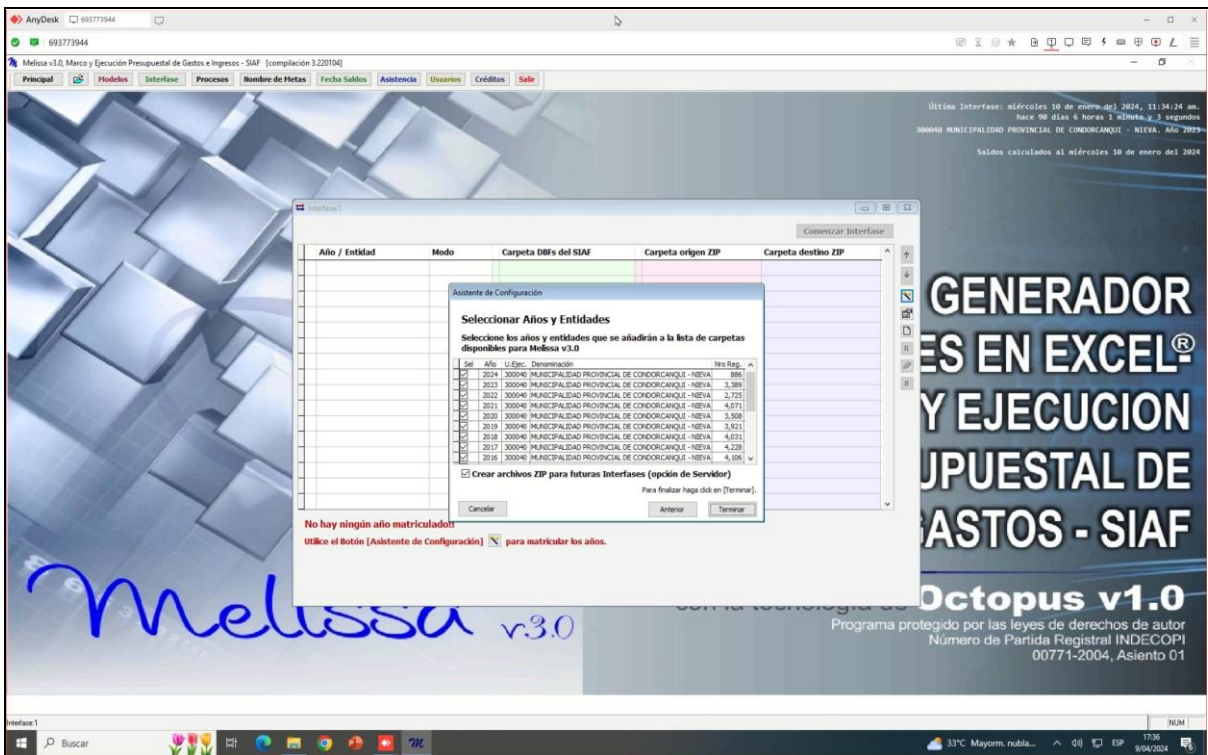 AnyDesk 693773944
693773944
Melissa v3.0, Marco y Ejecución Presupuestal de Gastos e Ingresos - SIAF [compilación 3.220104]
Principal Modelos Interfase Procesos Nombre de Metas Fecha Saldos Asistencia Usuarios Créditos Salir
Última Interfase: miércoles 10 de enero del 2024, 11:34:24 am.
hace 90 días 6 horas 1 minuto y 3 segundos
300040 MUNICIPALIDAD PROVINCIAL DE CONDORCANQUI - NIEVA. Año 2023
Saldos calculados al miércoles 10 de enero del 2024
Interfase:1
Comenzar Interfase
Año / Entidad Modo Carpeta DBFs del SIAF Carpeta origen ZIP Carpeta destino ZIP
Asistente de Configuración
Seleccionar Años y Entidades
Seleccione los años y entidades que se añadirán a la lista de carpetas
disponibles para Melissa v3.0
Sel Año U.Ejec. Denominación Nro Reg.
2024 300040 MUNICIPALIDAD PROVINCIAL DE CONDORCANQUI - NIEVA 886
2023 300040 MUNICIPALIDAD PROVINCIAL DE CONDORCANQUI - NIEVA 3,389
2022 300040 MUNICIPALIDAD PROVINCIAL DE CONDORCANQUI - NIEVA 2,725
2021 300040 MUNICIPALIDAD PROVINCIAL DE CONDORCANQUI - NIEVA 4,071
2020 300040 MUNICIPALIDAD PROVINCIAL DE CONDORCANQUI - NIEVA 3,508
2019 300040 MUNICIPALIDAD PROVINCIAL DE CONDORCANQUI - NIEVA 3,921
2018 300040 MUNICIPALIDAD PROVINCIAL DE CONDORCANQUI - NIEVA 4,031
2017 300040 MUNICIPALIDAD PROVINCIAL DE CONDORCANQUI - NIEVA 4,228
2016 300040 MUNICIPALIDAD PROVINCIAL DE CONDORCANQUI - NIEVA 4,106
Crear archivos ZIP para futuras Interfases (opción de Servidor)
Para finalizar haga click en [Terminar].
Cancelar Anterior Terminar
No hay ningún año matriculado!!
Utilice el Botón [Asistente de Configuración] para matricular los años.
GENERADOR
ES EN EXCEL®
Y EJECUCION
UPUESTAL DE
GASTOS - SIAF
Melissa v3.0
con la tecnología de Octopus v1.0
Programa protegido por las leyes de derechos de autor
Número de Partida Registral INDECOPI
00771-2004, Asiento 01
Interfase:1 NUM
Buscar 33°C Mayorm. nubla... ESP 17:36
9/04/2024